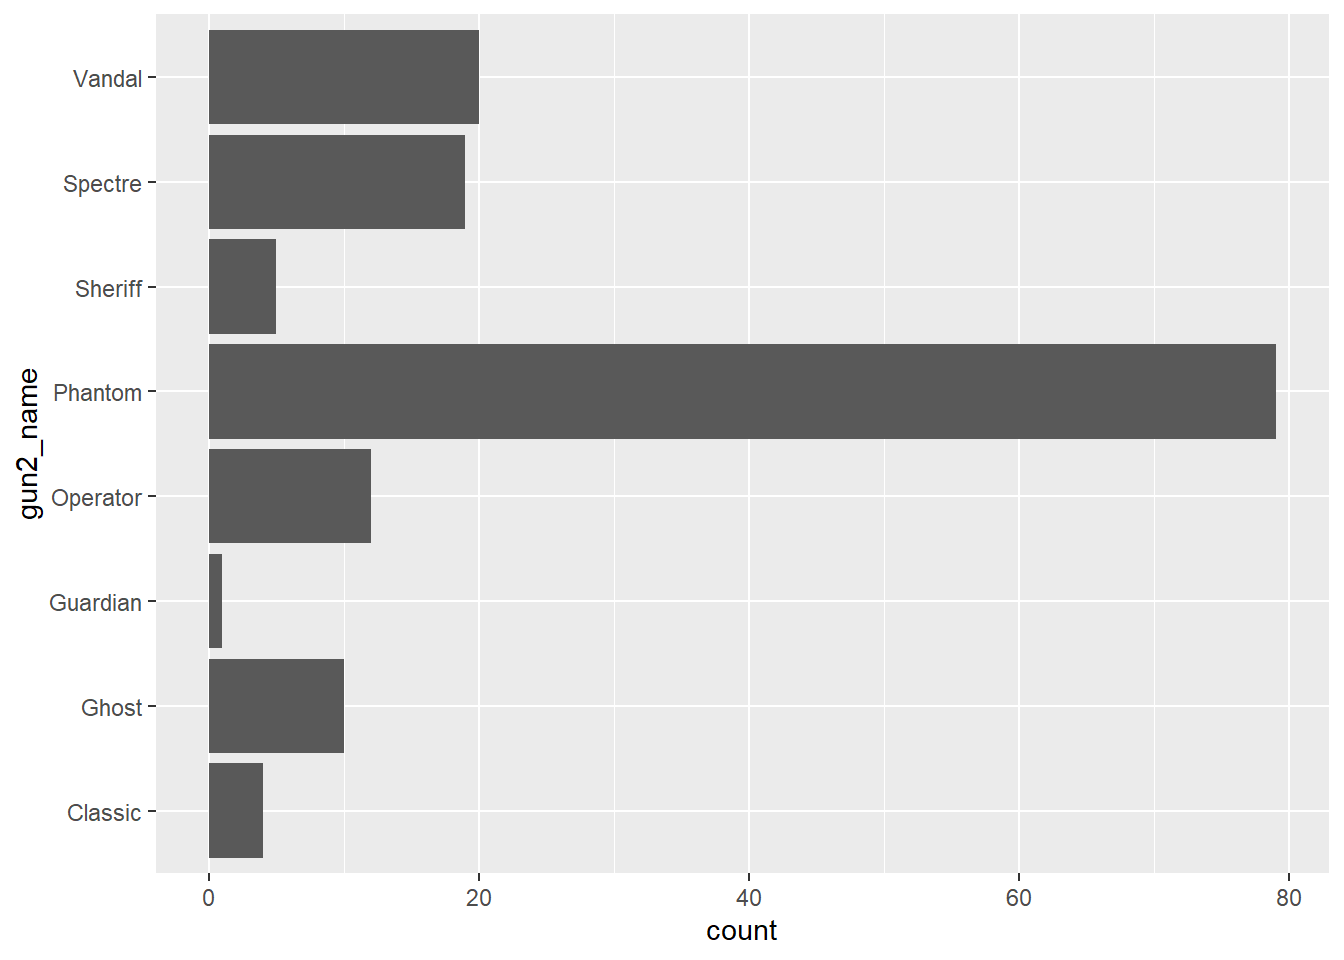 gun2_name
Vandal
Spectre
Sheriff
Phantom
Operator
Guardian
Ghost
Classic
0 20 40 60 80
count